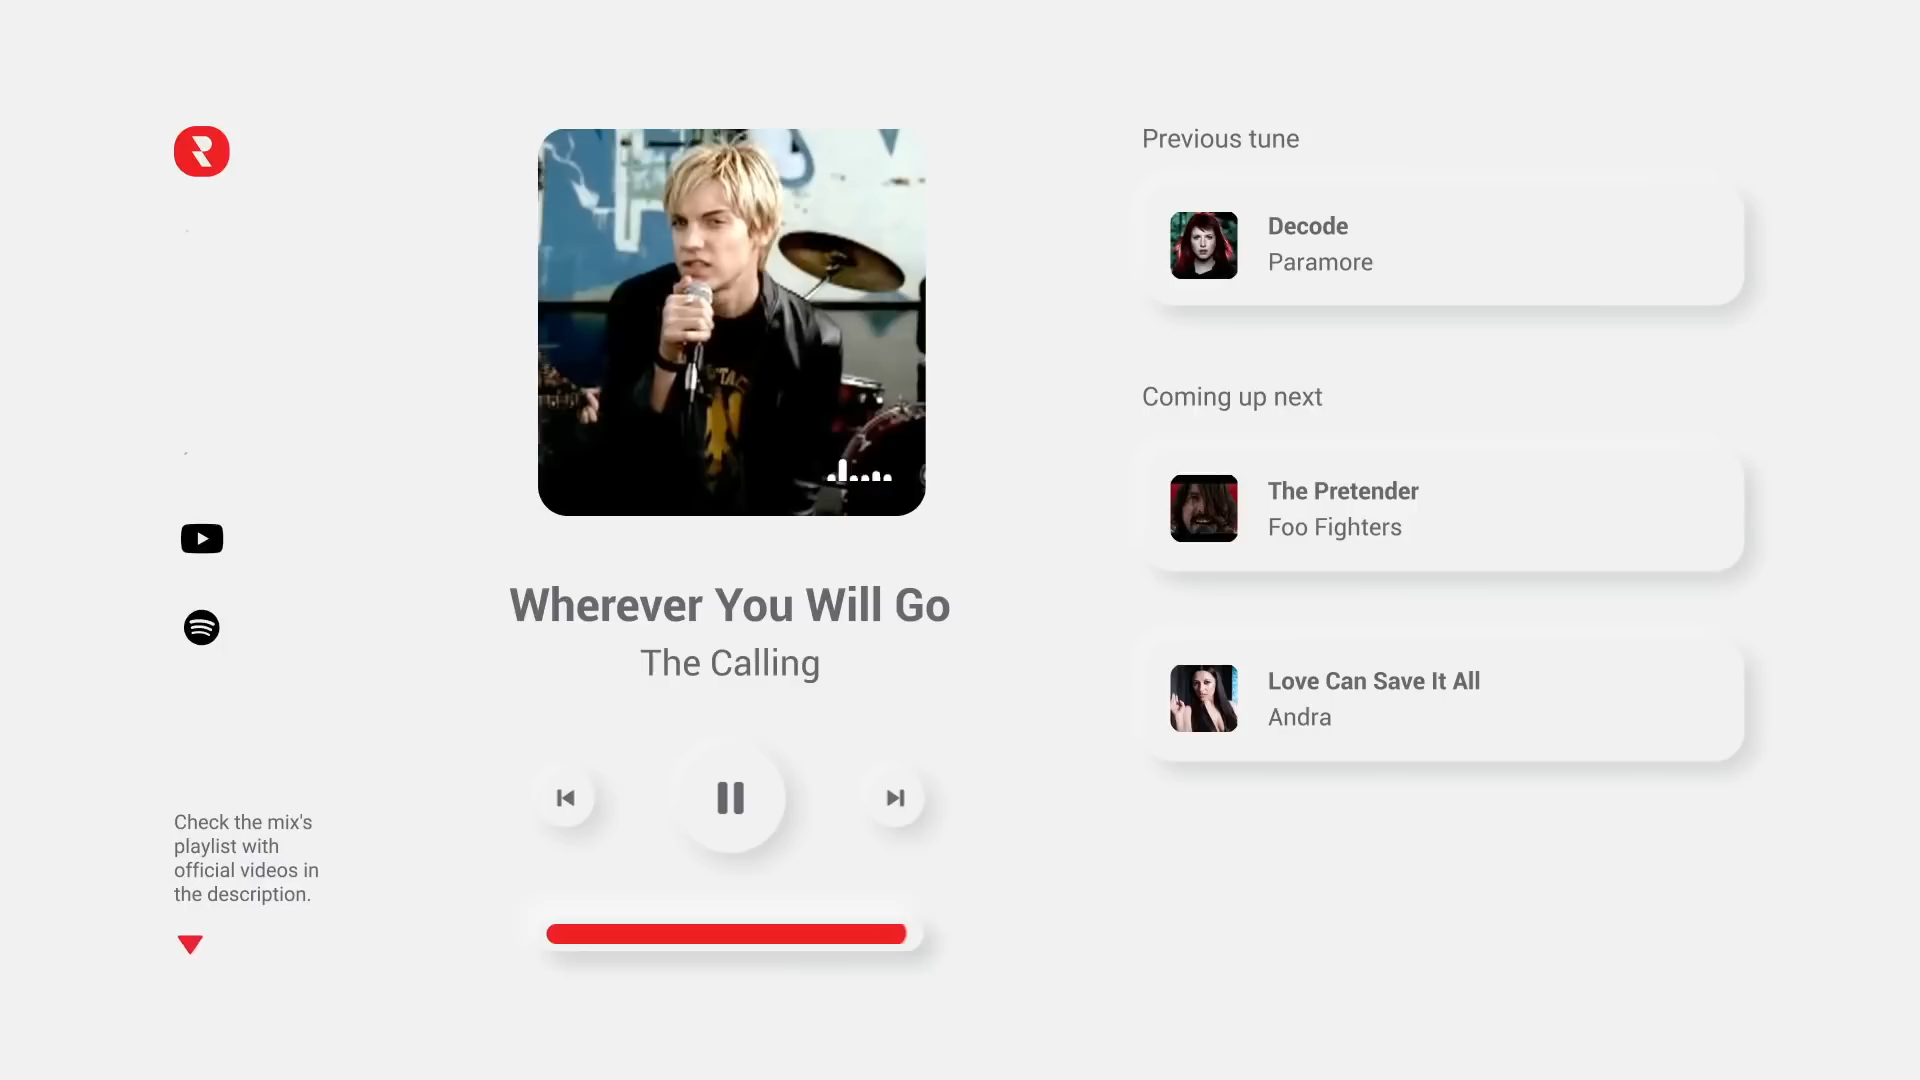 R
Check the mix's
playlist with
official videos in
the description.
Wherever You Will Go
The Calling
Previous tune
Decode
Paramore
Coming up next
The Pretender
Foo Fighters
Love Can Save It All
Andra